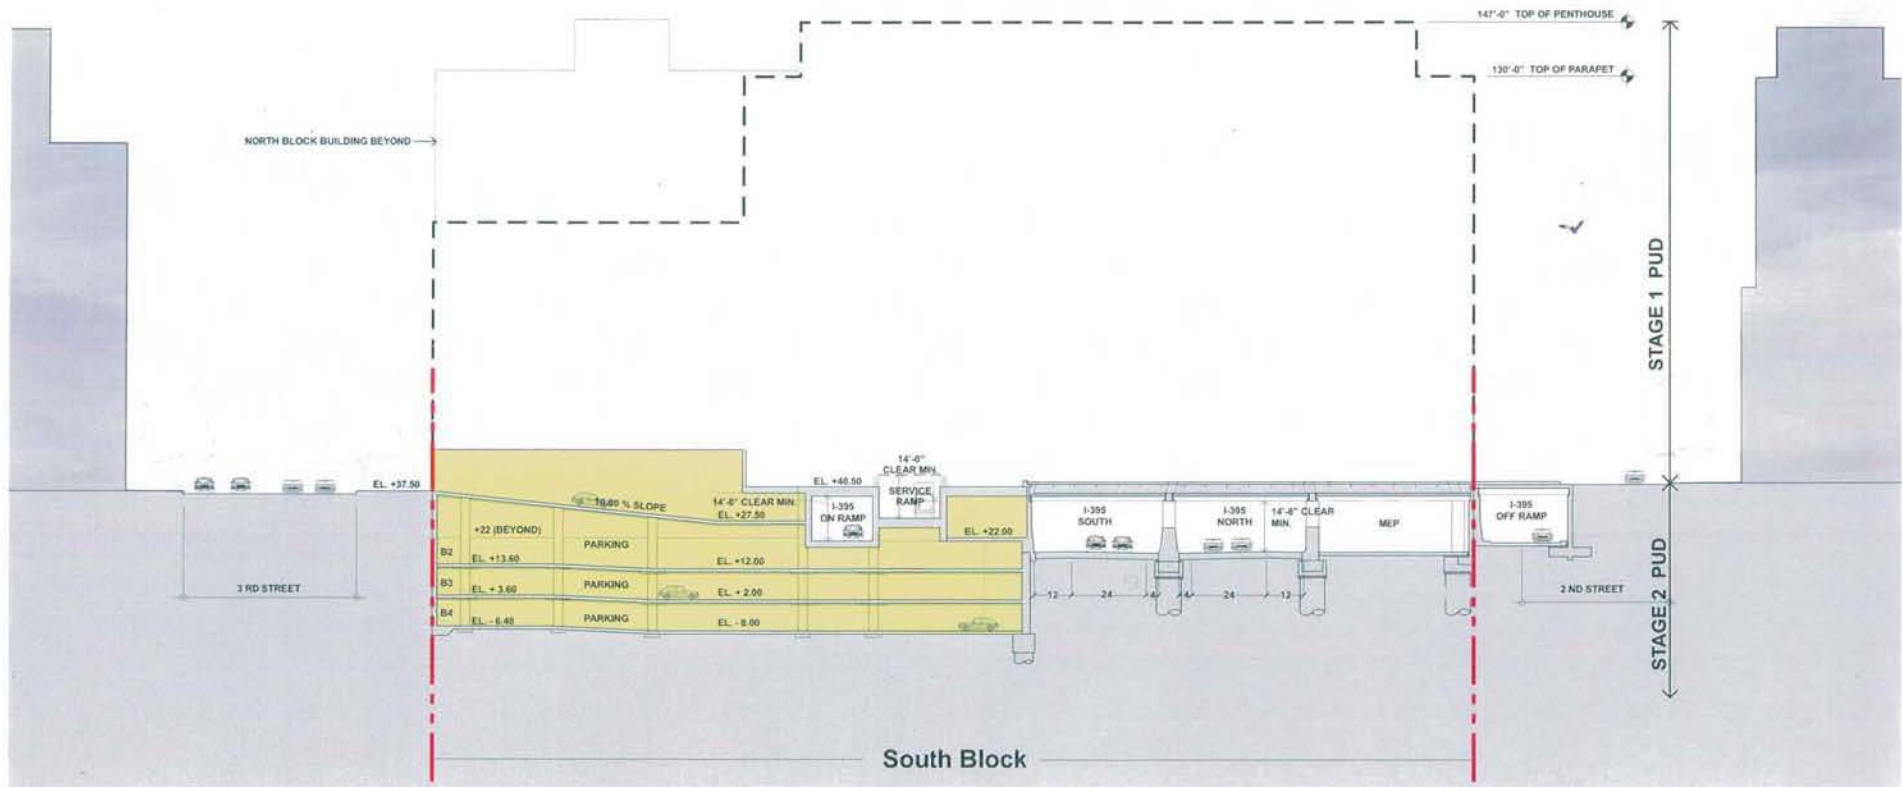 147'-0" TOP OF PENTHOUSE
130'-0" TOP OF PARAPET
NORTH BLOCK BUILDING BEYOND
STAGE 1 PUD
14'-0"
CLEAR MIN.
EL. +37.50
EL. +40.50
SERVICE
RAMP
10.00 % SLOPE
14'-6" CLEAR MIN.
EL. +27.50
I-395
ON RAMP
I-395
SOUTH
I-395
NORTH
14'-6" CLEAR
MIN.
MEP
I-395
OFF RAMP
+22 (BEYOND)
EL. +22.00
PARKING
B2
EL. +13.60
EL. +12.00
B3
EL. + 3.60
PARKING
EL. + 2.00
B4
EL. - 6.40
PARKING
EL. - 8.00
3 RD STREET
12
24
4
4
24
12
2 ND STREET
STAGE 2 PUD
South Block